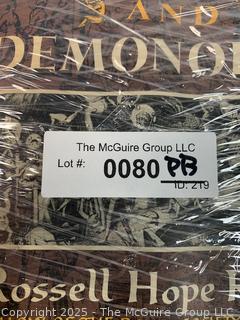 AND
DEMONO
The McGuire Group LLC
Lot #: 0080 PB
ID: 219
Rossell Hope R
Copyright 2025 - The McGuire Group LLC